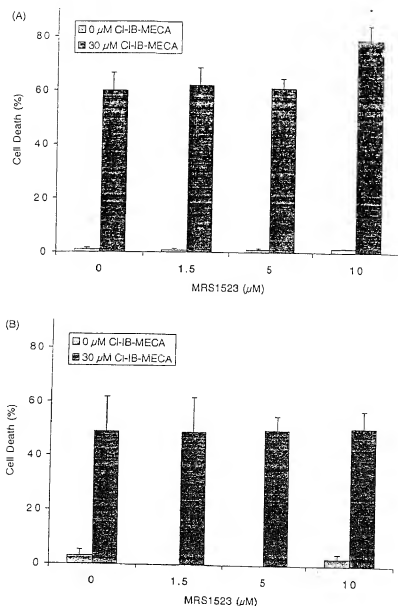 (A)
80
60
40
20
0
Cell Death (%)
0 μM Cl-IB-MECA
30 μM Cl-IB-MECA
*
0 1.5 5 10
MRS1523 (μM)
(B)
80
60
40
20
0
Cell Death (%)
0 μM Cl-IB-MECA
30 μM Cl-IB-MECA
0 1.5 5 10
MRS1523 (μM)